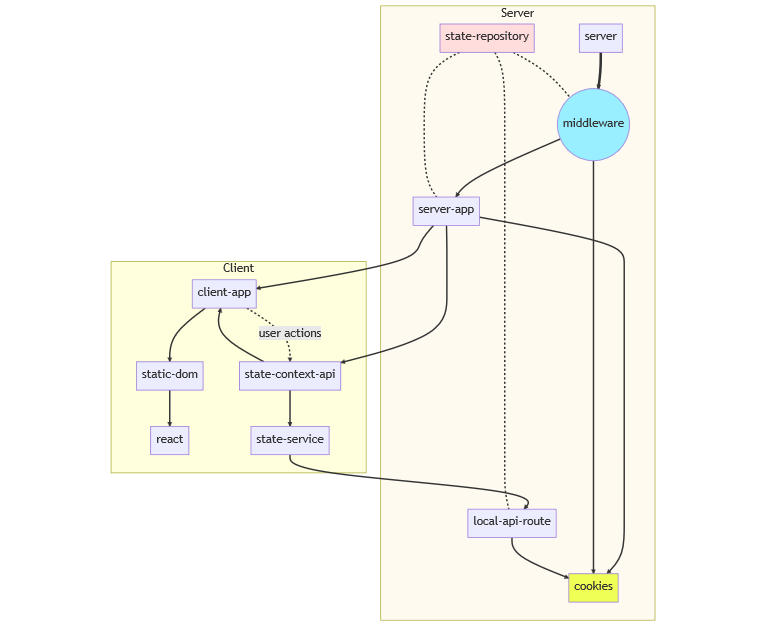 Server
state-repository
server
middleware
server-app
Client
client-app
user actions
static-dom
state-context-api
react
state-service
local-api-route
cookies